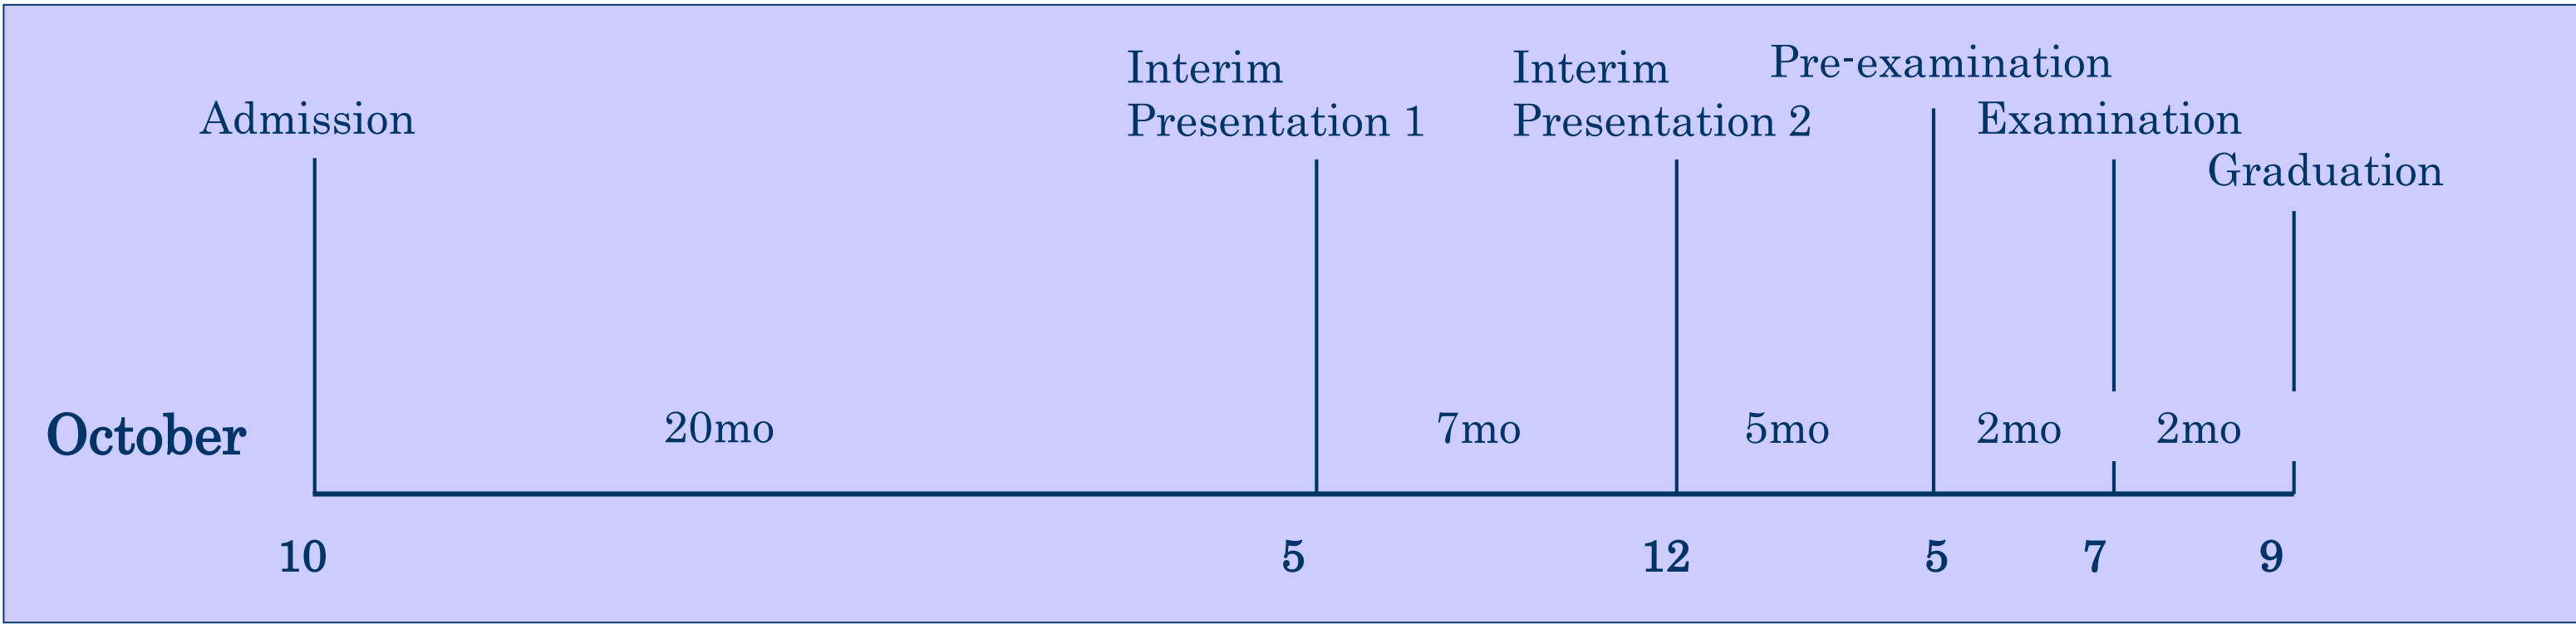 Admission
Interim
Presentation 1
Interim
Presentation 2
Pre-examination
Examination
Graduation
October
20mo
7mo
5mo
2mo
2mo
10
5
12
5
7
9